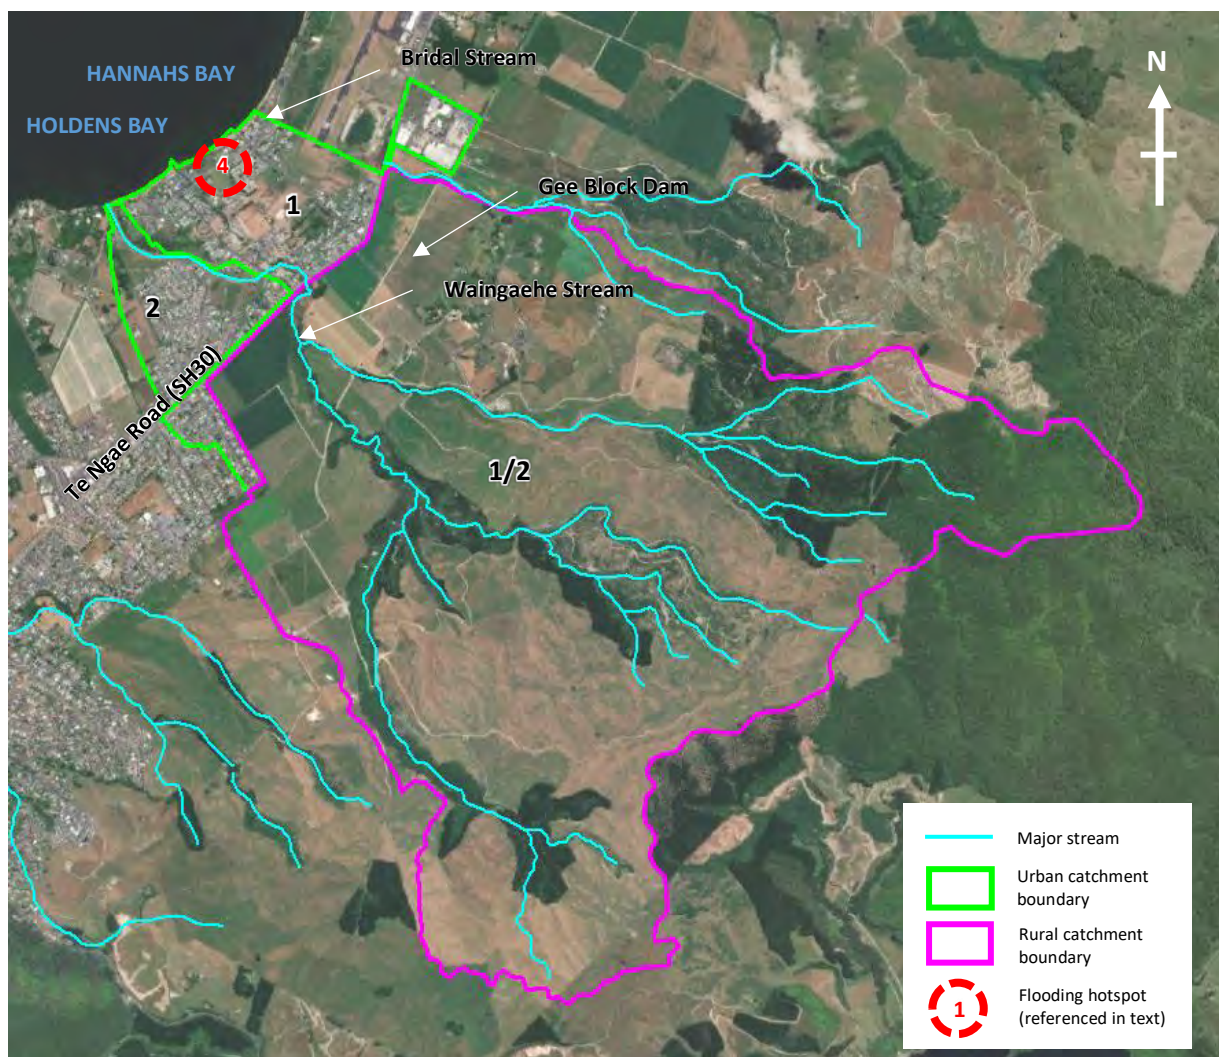 Bridal Stream
N
HANNAHS BAY
HOLDENS BAY
4
Gee Block Dam
1
Waingaehe Stream
2
Te Ngae Road (SH30)
1/2
Major stream
Urban catchment
boundary
Rural catchment
boundary
1
Flooding hotspot
(referenced in text)